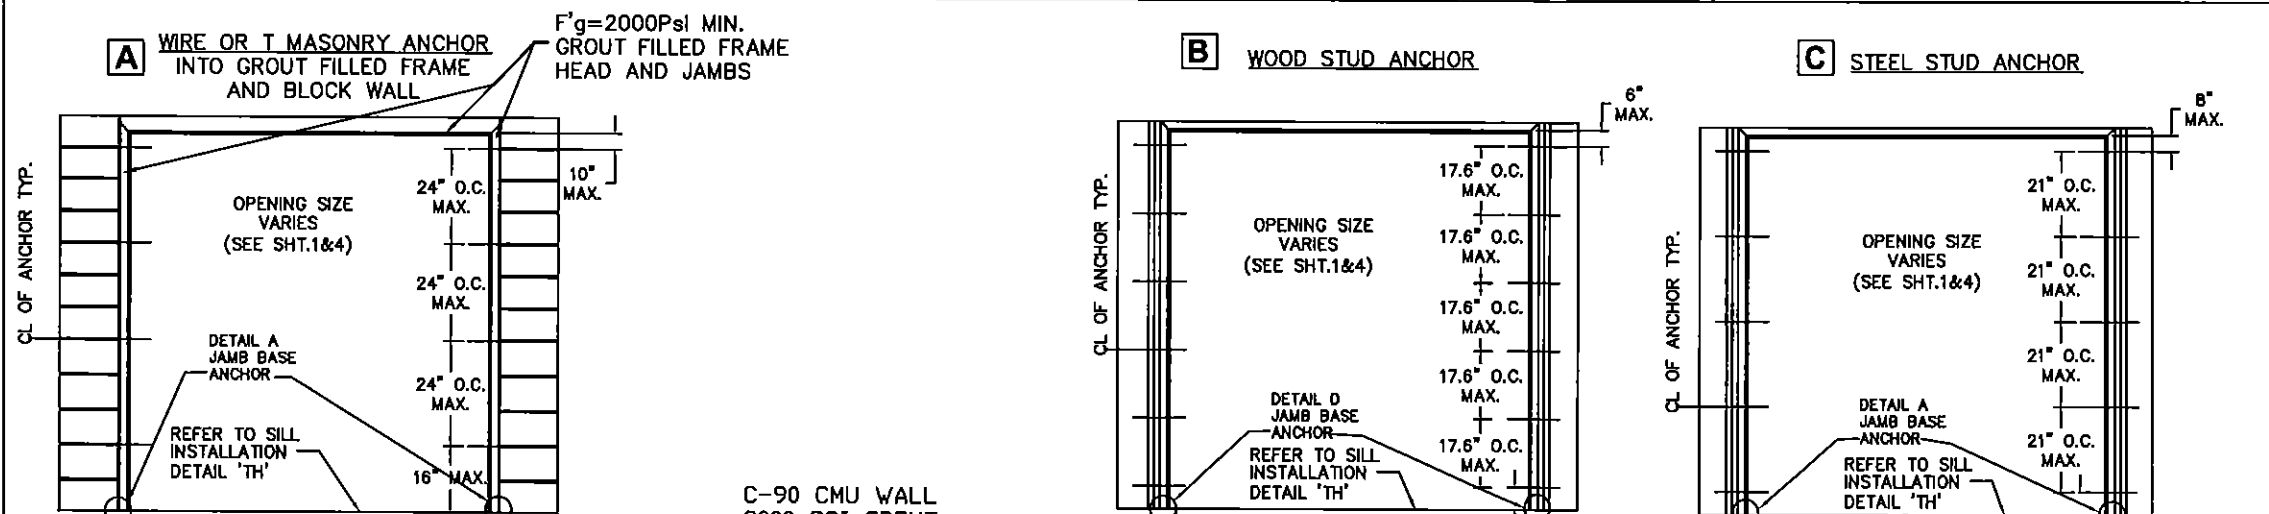 A
WIRE OR T MASONRY ANCHOR
INTO GROUT FILLED FRAME
AND BLOCK WALL
F'g=2000Psi MIN.
GROUT FILLED FRAME
HEAD AND JAMBS
CL OF ANCHOR TYP.
10"
MAX.
24" O.C.
MAX.
OPENING SIZE
VARIES
(SEE SHT.1&4)
24" O.C.
MAX.
DETAIL A
JAMB BASE
ANCHOR
24" O.C.
MAX.
REFER TO SILL
INSTALLATION
DETAIL 'TH'
16" MAX.
C-90 CMU WALL
B
WOOD STUD ANCHOR
6"
MAX.
CL OF ANCHOR TYP.
17.6" O.C.
MAX.
OPENING SIZE
VARIES
(SEE SHT.1&4)
17.6" O.C.
MAX.
17.6" O.C.
MAX.
17.6" O.C.
MAX.
DETAIL D
JAMB BASE
ANCHOR
17.6" O.C.
MAX.
REFER TO SILL
INSTALLATION
DETAIL 'TH'
C
STEEL STUD ANCHOR
8"
MAX.
CL OF ANCHOR TYP.
21" O.C.
MAX.
OPENING SIZE
VARIES
(SEE SHT.1&4)
21" O.C.
MAX.
21" O.C.
MAX.
DETAIL A
JAMB BASE
ANCHOR
21" O.C.
MAX.
REFER TO SILL
INSTALLATION
DETAIL 'TH'